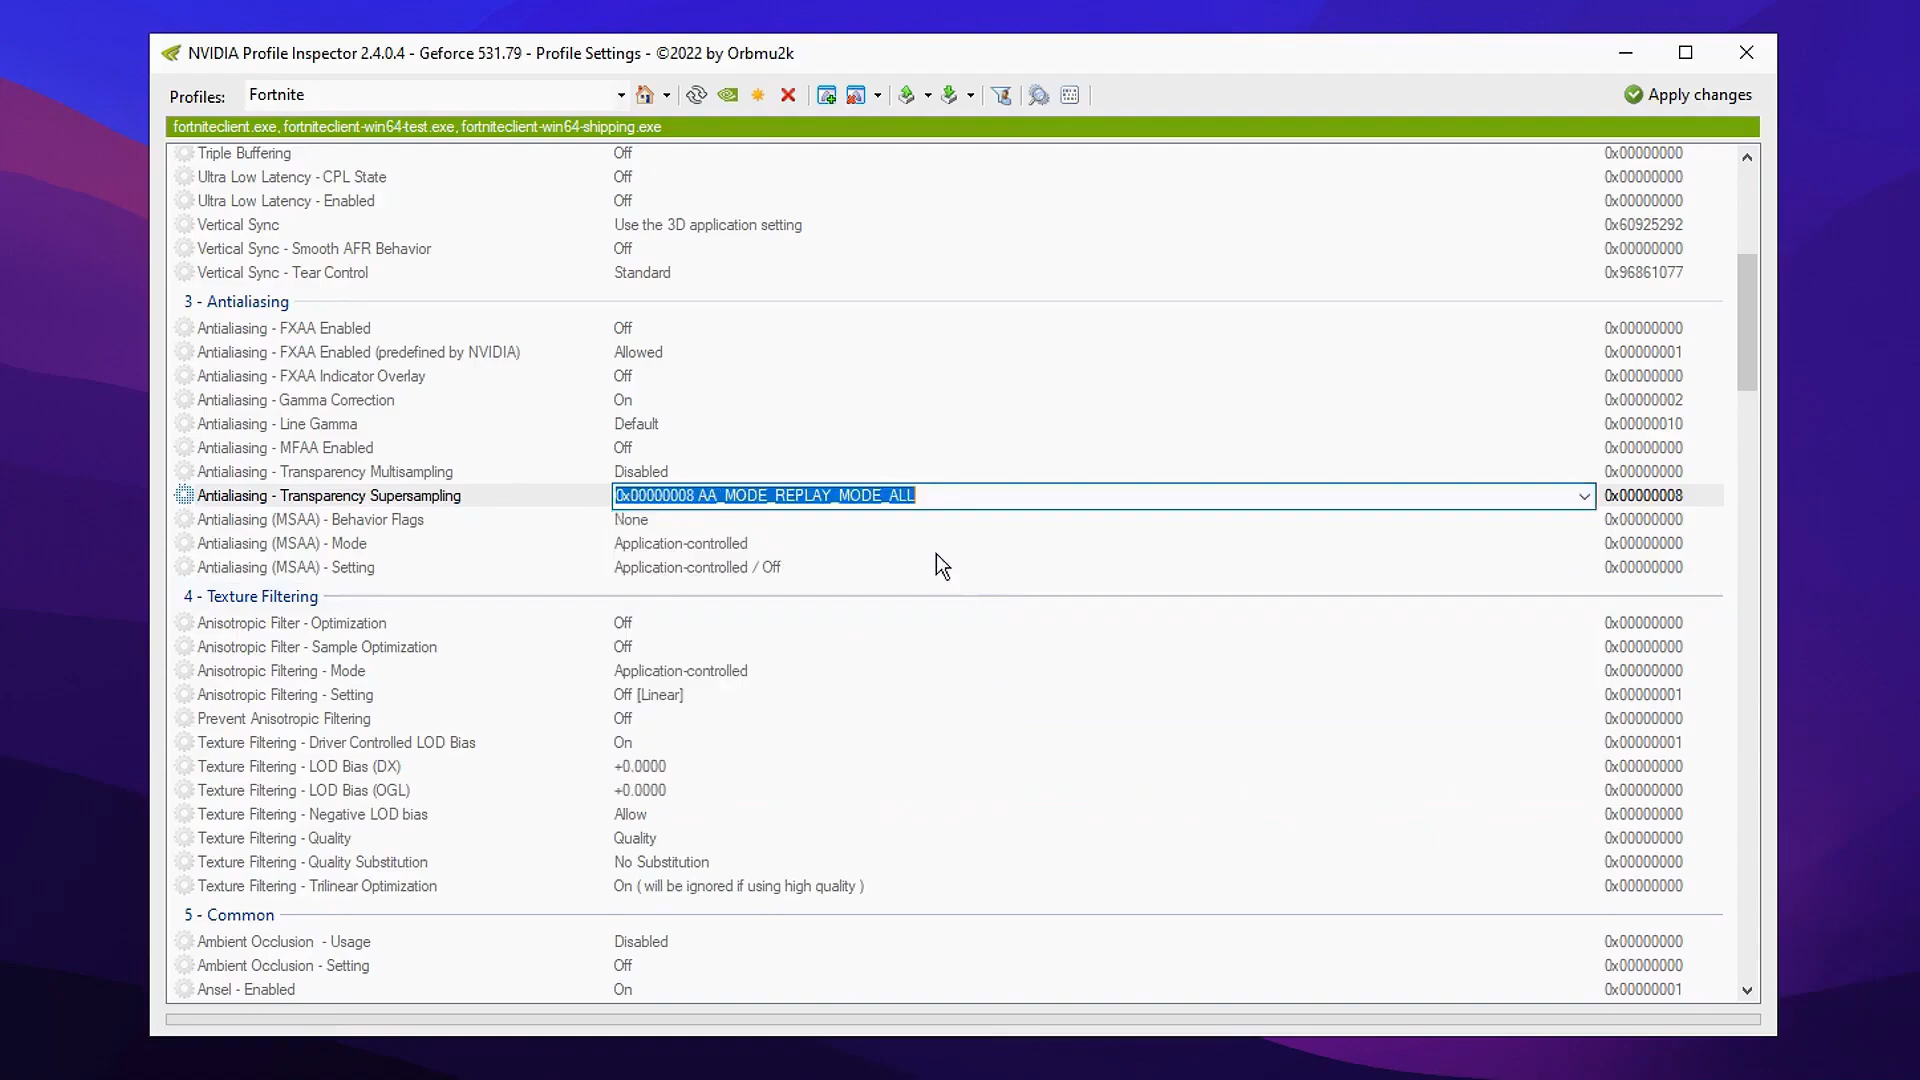 NVIDIA Profile Inspector 2.4.0.4 - Geforce 531.79 - Profile Settings - ©2022 by Orbmu2k
Profiles: Fortnite Apply changes
fortniteclient.exe, fortniteclient-win64-test.exe, fortniteclient-win64-shipping.exe
Triple Buffering Off 0x00000000
Ultra Low Latency - CPL State Off 0x00000000
Ultra Low Latency - Enabled Off 0x00000000
Vertical Sync Use the 3D application setting 0x60925292
Vertical Sync - Smooth AFR Behavior Off 0x00000000
Vertical Sync - Tear Control Standard 0x96861077
3 - Antialiasing
Antialiasing - FXAA Enabled Off 0x00000000
Antialiasing - FXAA Enabled (predefined by NVIDIA) Allowed 0x00000001
Antialiasing - FXAA Indicator Overlay Off 0x00000000
Antialiasing - Gamma Correction On 0x00000002
Antialiasing - Line Gamma Default 0x00000010
Antialiasing - MFAA Enabled Off 0x00000000
Antialiasing - Transparency Multisampling Disabled 0x00000000
Antialiasing - Transparency Supersampling 0x00000008 AA_MODE_REPLAY_MODE_ALL 0x00000008
Antialiasing (MSAA) - Behavior Flags None 0x00000000
Antialiasing (MSAA) - Mode Application-controlled 0x00000000
Antialiasing (MSAA) - Setting Application-controlled / Off 0x00000000
4 - Texture Filtering
Anisotropic Filter - Optimization Off 0x00000000
Anisotropic Filter - Sample Optimization Off 0x00000000
Anisotropic Filtering - Mode Application-controlled 0x00000000
Anisotropic Filtering - Setting Off [Linear] 0x00000001
Prevent Anisotropic Filtering Off 0x00000000
Texture Filtering - Driver Controlled LOD Bias On 0x00000001
Texture Filtering - LOD Bias (DX) +0.0000 0x00000000
Texture Filtering - LOD Bias (OGL) +0.0000 0x00000000
Texture Filtering - Negative LOD bias Allow 0x00000000
Texture Filtering - Quality Quality 0x00000000
Texture Filtering - Quality Substitution No Substitution 0x00000000
Texture Filtering - Trilinear Optimization On ( will be ignored if using high quality ) 0x00000000
5 - Common
Ambient Occlusion - Usage Disabled 0x00000000
Ambient Occlusion - Setting Off 0x00000000
Ansel - Enabled On 0x00000001